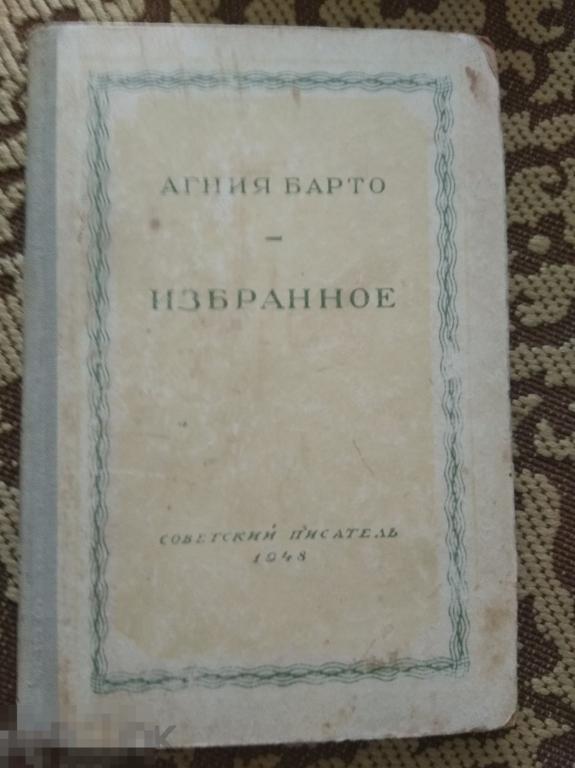 АГНИЯ БАРТО
–
ИЗБРАННОЕ
СОВЕТСКИЙ ПИСАТЕЛЬ
1948